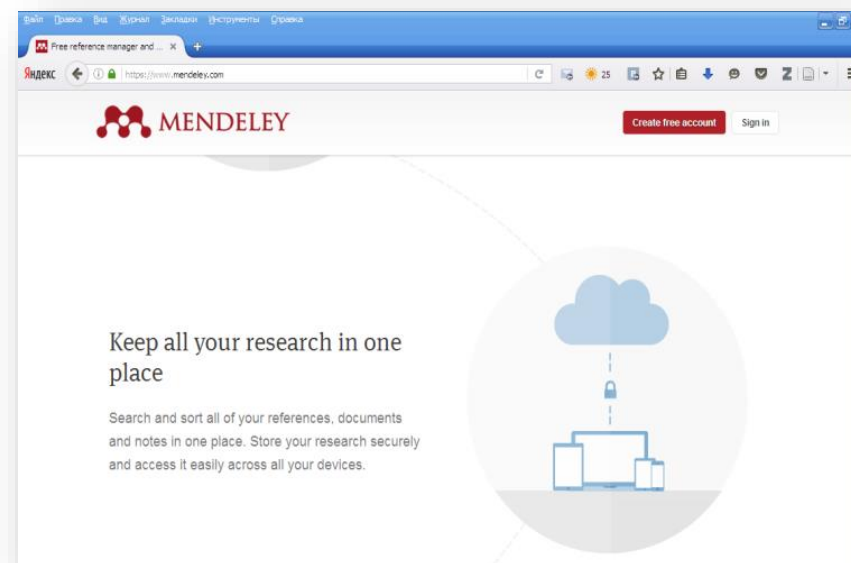 Файл Правка Вид Журнал Закладки Инструменты Справка
Free reference manager and ... × +
Яндекс https://www.mendeley.com 25 Z
MENDELEY Create free account Sign in
Keep all your research in one
place
Search and sort all of your references, documents
and notes in one place. Store your research securely
and access it easily across all your devices.